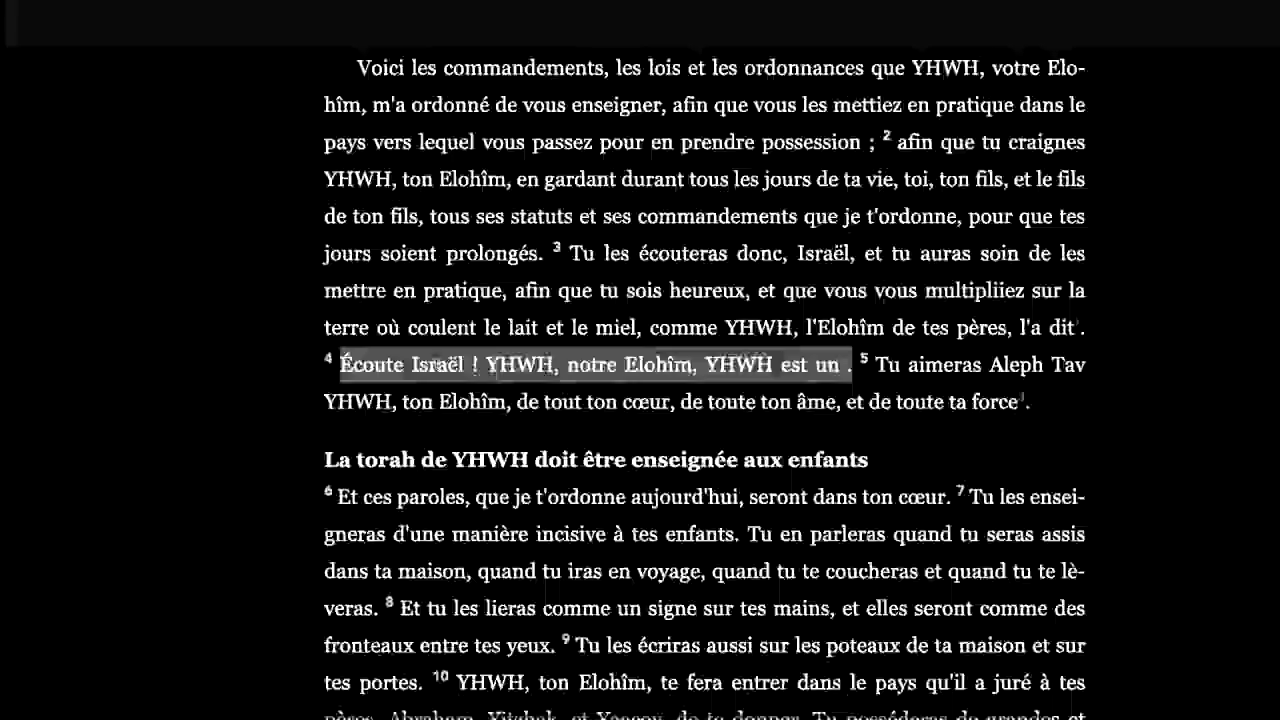 Voici les commandements, les lois et les ordonnances que YHWH, votre Elo-
hîm, m'a ordonné de vous enseigner, afin que vous les mettiez en pratique dans le
pays vers lequel vous passez pour en prendre possession ; 2 afin que tu craignes
YHWH, ton Elohîm, en gardant durant tous les jours de ta vie, toi, ton fils, et le fils
de ton fils, tous ses statuts et ses commandements que je t'ordonne, pour que tes
jours soient prolongés. 3 Tu les écouteras donc, Israël, et tu auras soin de les
mettre en pratique, afin que tu sois heureux, et que vous vous multipliiez sur la
terre où coulent le lait et le miel, comme YHWH, l'Elohîm de tes pères, l'a dit .
4 Écoute Israël ! YHWH, notre Elohîm, YHWH est un . 5 Tu aimeras Aleph Tav
YHWH, ton Elohîm, de tout ton cœur, de toute ton âme, et de toute ta force .
La torah de YHWH doit être enseignée aux enfants
6 Et ces paroles, que je t'ordonne aujourd'hui, seront dans ton cœur. 7 Tu les ensei-
gneras d'une manière incisive à tes enfants. Tu en parleras quand tu seras assis
dans ta maison, quand tu iras en voyage, quand tu te coucheras et quand tu te lè-
veras. 8 Et tu les lieras comme un signe sur tes mains, et elles seront comme des
fronteaux entre tes yeux. 9 Tu les écriras aussi sur les poteaux de ta maison et sur
tes portes. 10 YHWH, ton Elohîm, te fera entrer dans le pays qu'il a juré à tes
pères, Abraham, Yitzhak, et Yaacov, de te donner. Tu posséderas de grandes et